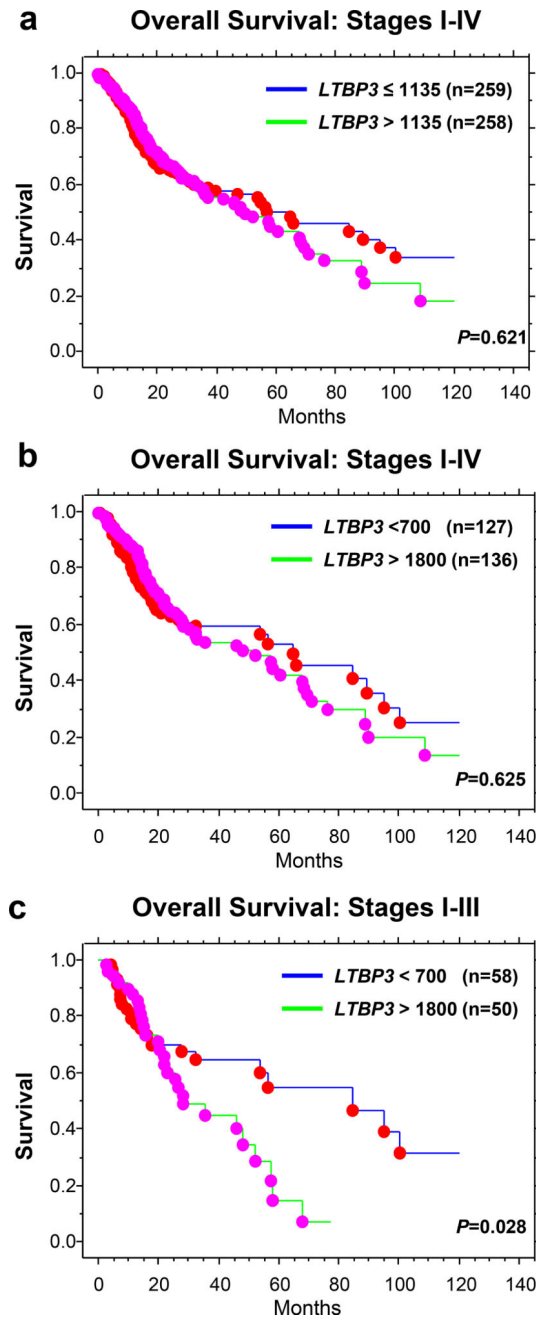 a
Overall Survival: Stages I-IV
LTBP3 ≤ 1135 (n=259)
LTBP3 > 1135 (n=258)
1.0
0.8
0.6
0.4
0.2
0.0
Survival
P=0.621
0 20 40 60 80 100 120 140
Months
b
Overall Survival: Stages I-IV
LTBP3 <700 (n=127)
LTBP3 > 1800 (n=136)
1.0
0.8
0.6
0.4
0.2
0.0
Survival
P=0.625
0 20 40 60 80 100 120 140
Months
c
Overall Survival: Stages I-III
LTBP3 < 700 (n=58)
LTBP3 > 1800 (n=50)
1.0
0.8
0.6
0.4
0.2
0.0
Survival
P=0.028
0 20 40 60 80 100 120 140
Months